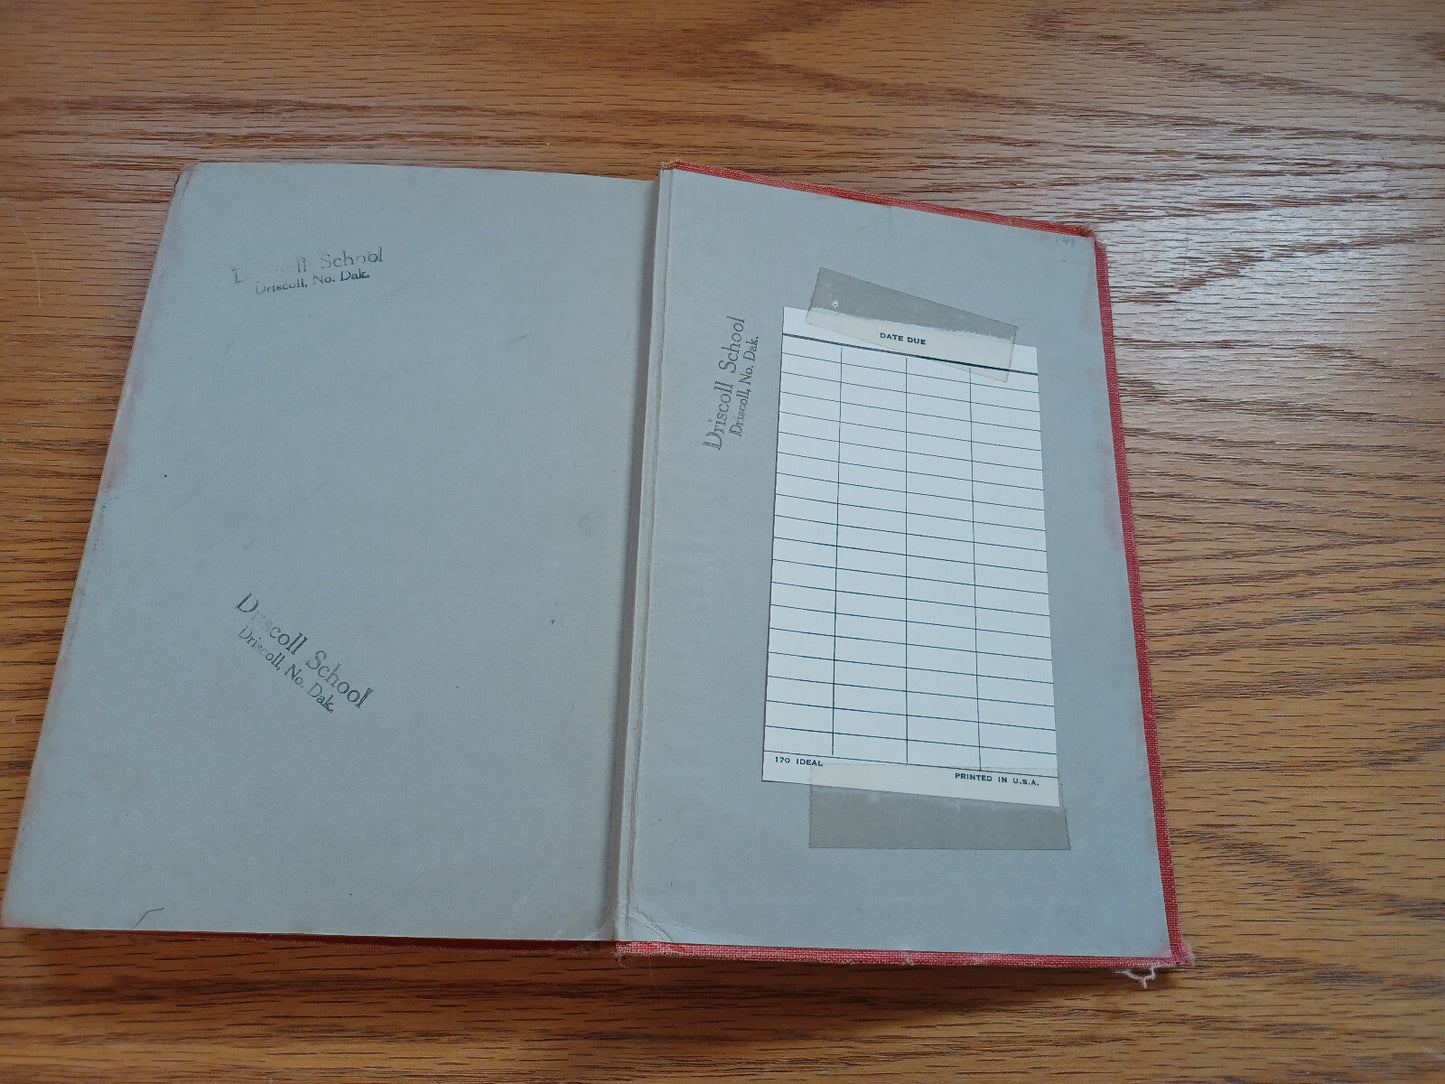 Driscoll School
Driscoll, No. Dak.
Driscoll School
Driscoll, No. Dak.
Driscoll School
Driscoll, No. Dak.
DATE DUE
170 IDEAL
PRINTED IN U.S.A.